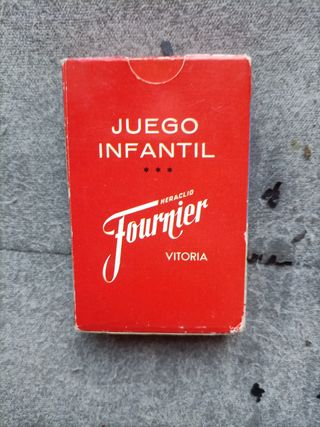 JUEGO
INFANTIL
***
HERACLIO
Fournier
VITORIA